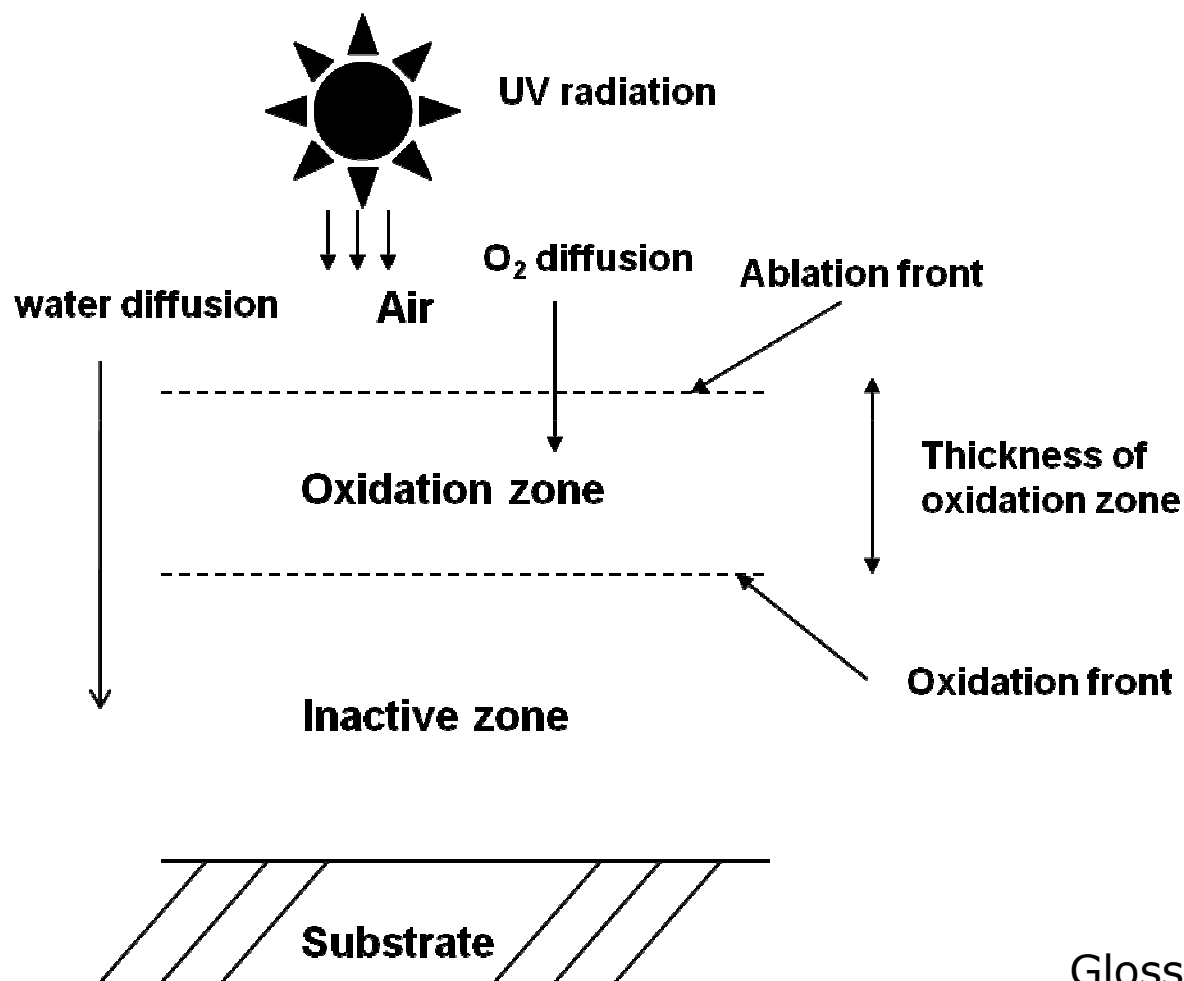 UV radiation
O₂ diffusion
Ablation front
water diffusion
Air
Thickness of
oxidation zone
Oxidation zone
Oxidation front
Inactive zone
Substrate
Gloss